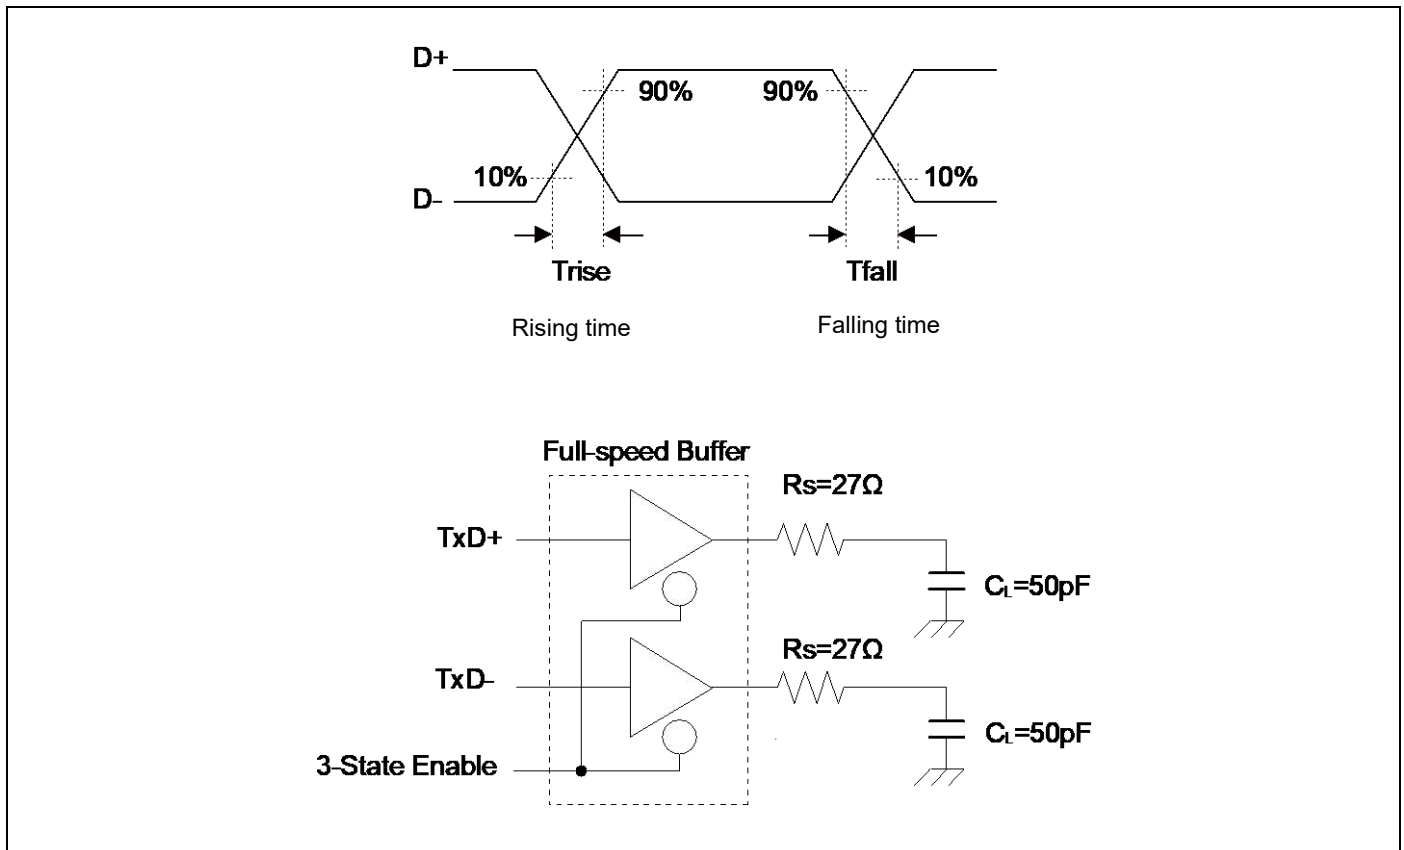 D+
90% 90%
10% 10%
D-
Trise Tfall
Rising time Falling time
Full-speed Buffer
Rs=27Ω
TxD+
CL=50pF
Rs=27Ω
TxD-
CL=50pF
3-State Enable